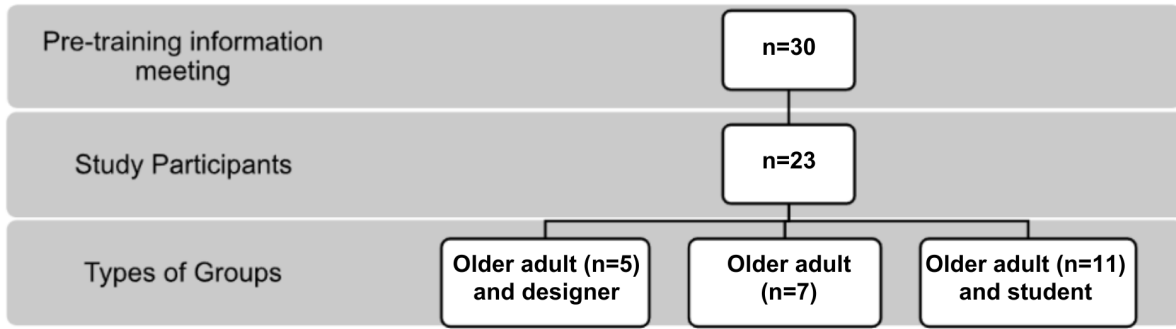 Pre-training information
meeting
n=30
Study Participants
n=23
Types of Groups
Older adult (n=5)
and designer
Older adult
(n=7)
Older adult (n=11)
and student